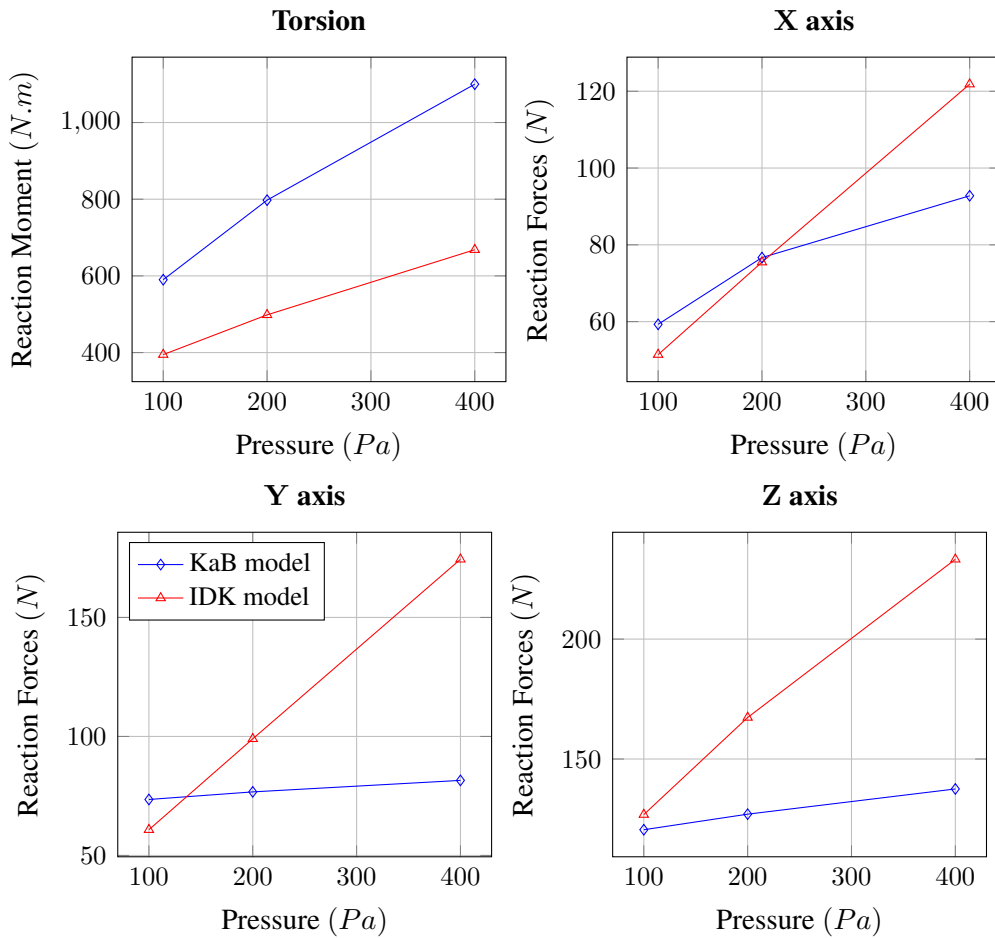 Torsion
Reaction Moment (N.m)
1,000
800
600
400
100 200 300 400
Pressure (Pa)
X axis
Reaction Forces (N)
120
100
80
60
100 200 300 400
Pressure (Pa)
Y axis
Reaction Forces (N)
KaB model
IDK model
150
100
50
100 200 300 400
Pressure (Pa)
Z axis
Reaction Forces (N)
200
150
100 200 300 400
Pressure (Pa)